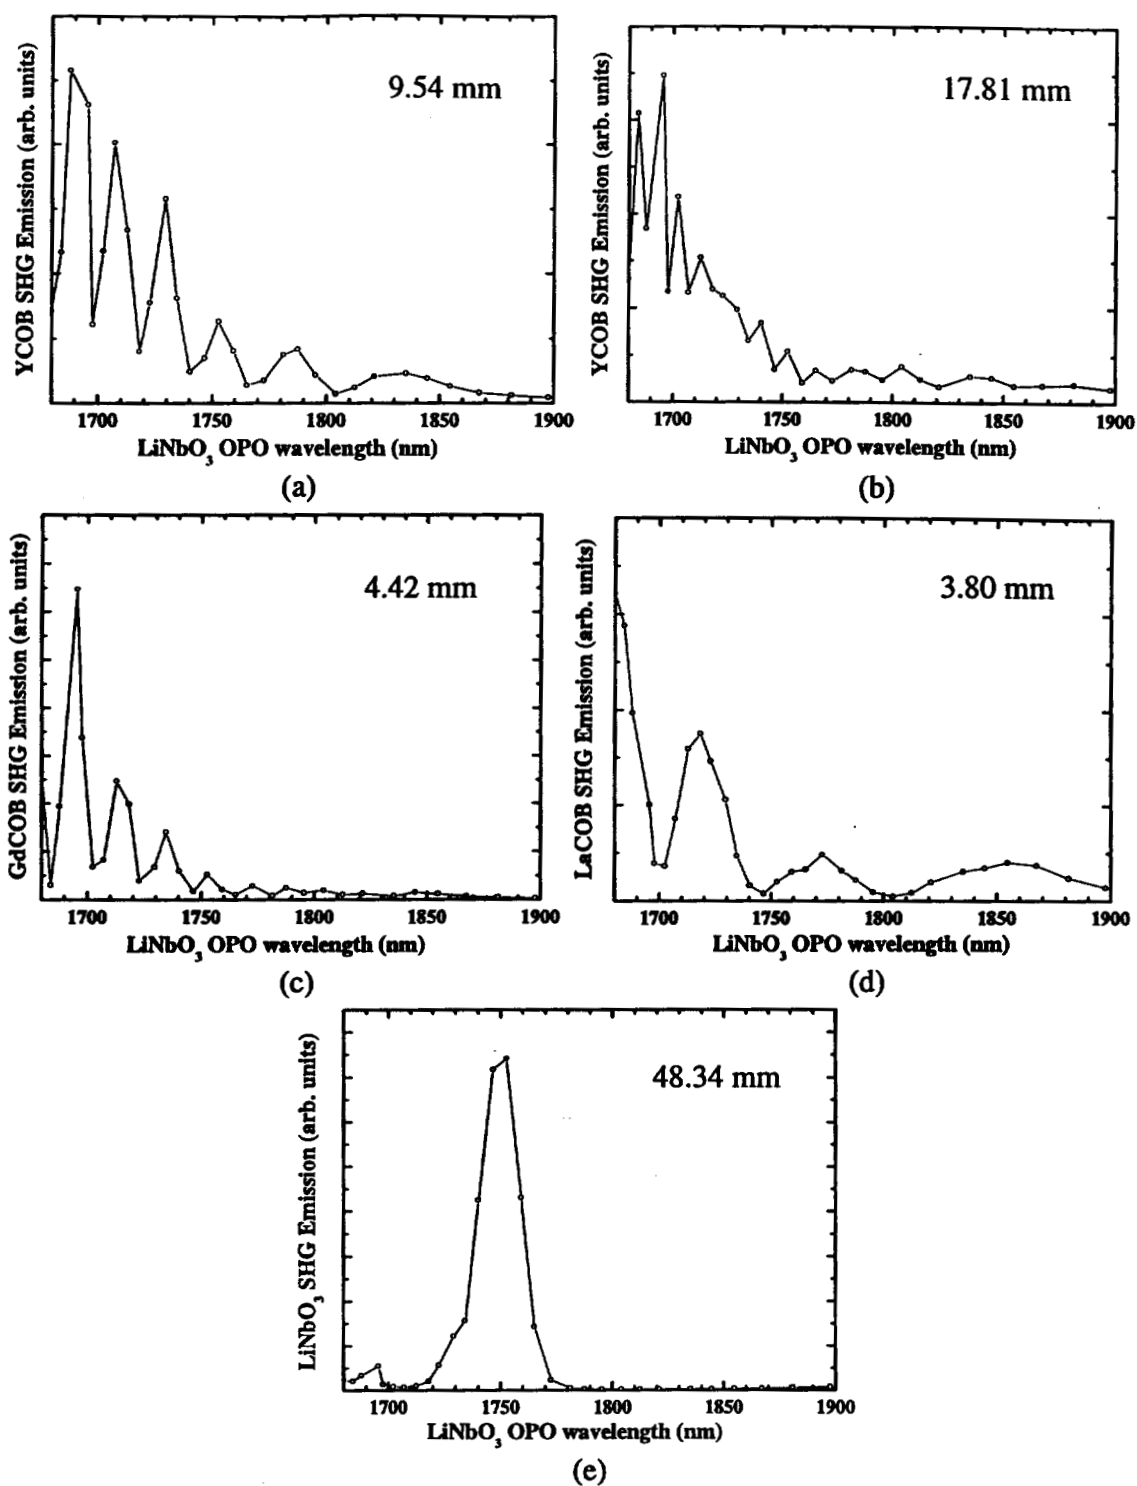 YCOB SHG Emission (arb. units)
9.54 mm
1700 1750 1800 1850 1900
LiNbO3 OPO wavelength (nm)
(a)
YCOB SHG Emission (arb. units)
17.81 mm
1700 1750 1800 1850 1900
LiNbO3 OPO wavelength (nm)
(b)
GdCOB SHG Emission (arb. units)
4.42 mm
1700 1750 1800 1850 1900
LiNbO3 OPO wavelength (nm)
(c)
LaCOB SHG Emission (arb. units)
3.80 mm
1700 1750 1800 1850 1900
LiNbO3 OPO wavelength (nm)
(d)
LiNbO3 SHG Emission (arb. units)
48.34 mm
1700 1750 1800 1850 1900
LiNbO3 OPO wavelength (nm)
(e)